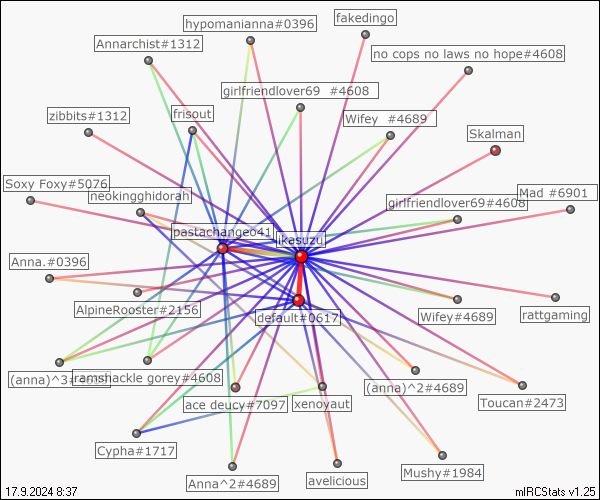 hypomanianna#0396
fakedingo
Annarchist#1312
no cops no laws no hope#4608
girlfriendlover69 #4608
zibbits#1312
frisout
Wifey #4689
Skalman
Soxy Foxy#5076
neokingghidorah
girlfriendlover69#4608
Mad #6901
pastachangeo41
ikesuzu
Anna.#0396
AlpineRooster#2156
default#0617
Wifey#4689
rattgaming
(anna)^3#4689
ramshackle gorey#4608
ace deucy#7097
xenoyaut
(anna)^2#4689
Toucan#2473
Cypha#1717
Anna^2#4689
avelicious
Mushy#1984
17.9.2024 8:37
mIRCStats v1.25